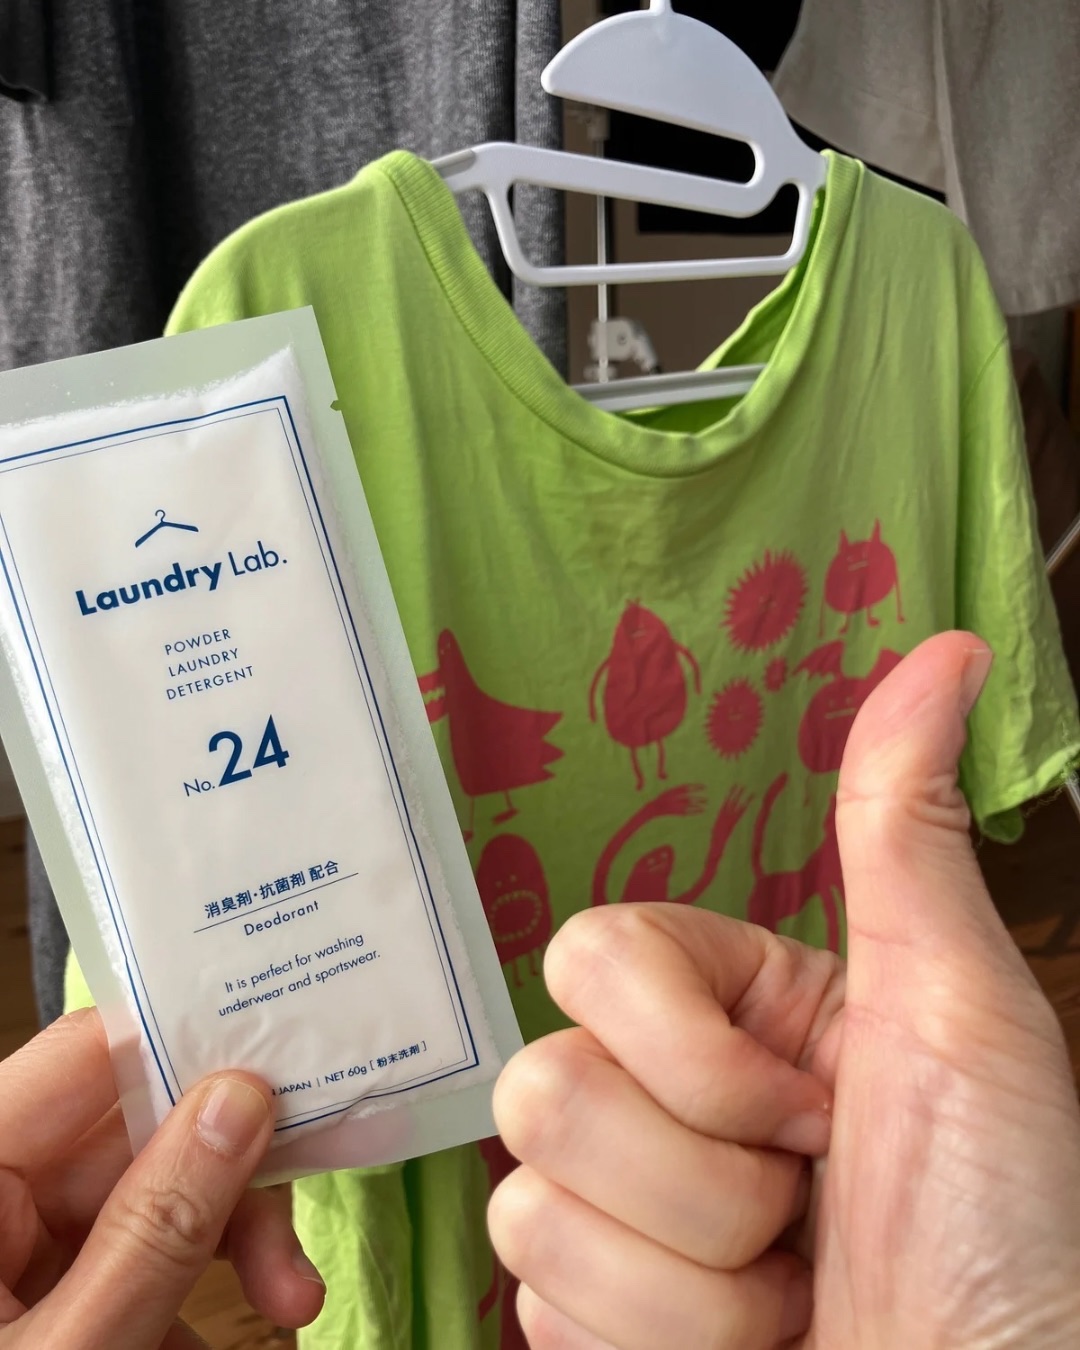 Laundry Lab.
POWDER
LAUNDRY
DETERGENT
No.24
消臭剤・抗菌剤 配合
Deodorant
It is perfect for washing
underwear and sportswear.
JAPAN | NET 60g [ 粉末洗剤 ]